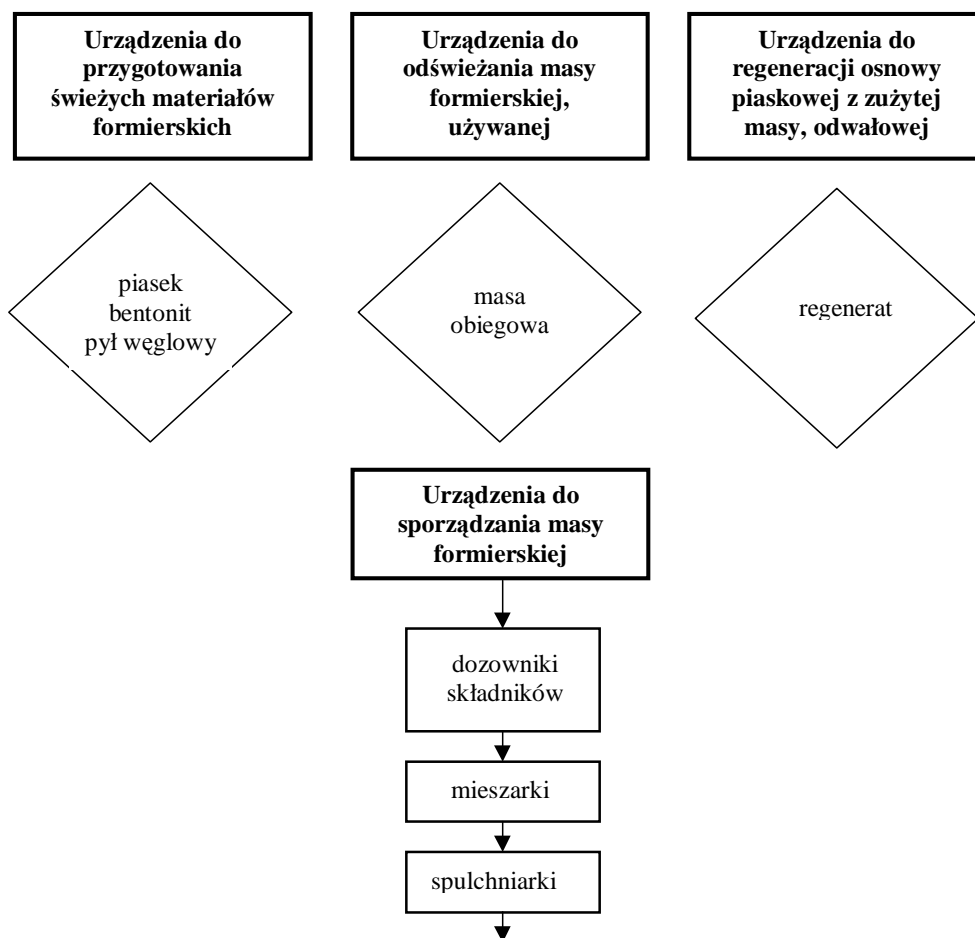 Urządzenia do
przygotowania
świeżych materiałów
formierskich
Urządzenia do
odświeżania masy
formierskiej,
używanej
Urządzenia do
regeneracji osnowy
piaskowej z zużytej
masy, odwałowej
piasek
bentonit
pył węglowy
masa
obiegowa
regenerat
Urządzenia do
sporządzania masy
formierskiej
dozowniki
składników
mieszarki
spulchniarki